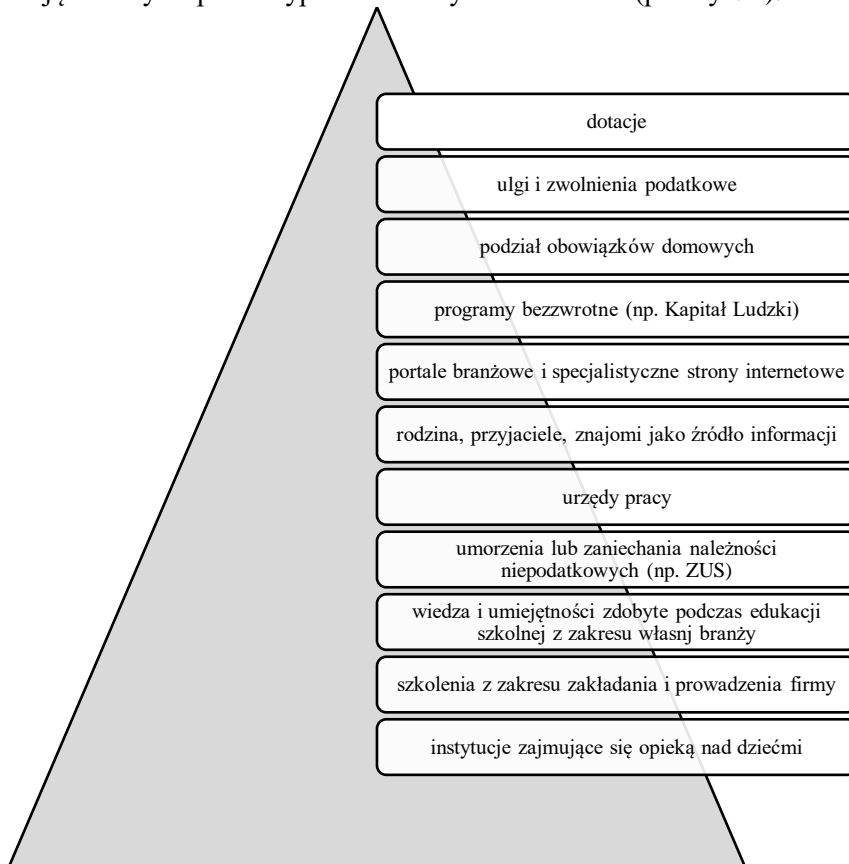 dotacje
ulgi i zwolnienia podatkowe
podział obowiązków domowych
programy bezzwrotne (np. Kapitał Ludzki)
portale branżowe i specjalistyczne strony internetowe
rodzina, przyjaciele, znajomi jako źródło informacji
urzędy pracy
umorzenia lub zaniechania należności
niepodatkowych (np. ZUS)
wiedza i umiejętności zdobyte podczas edukacji
szkolnej z zakresu własnj branży
szkolenia z zakresu zakładania i prowadzenia firmy
instytucje zajmujące się opieką nad dziećmi